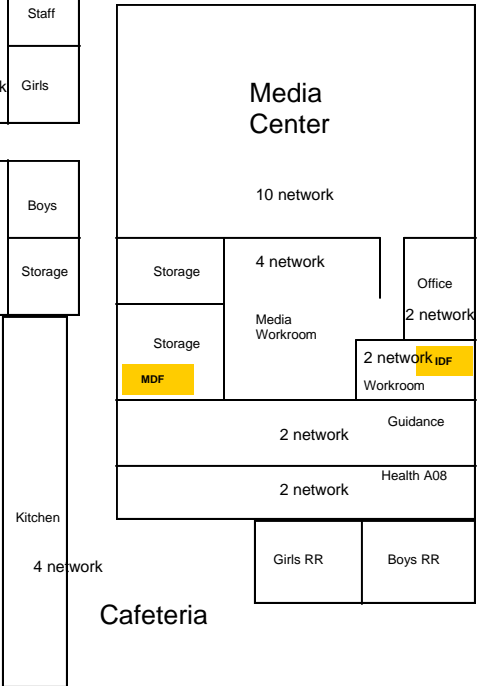 Staff
k
Girls
Media
Center
10 network
Boys
Storage
Storage
4 network
Office
2 network
Media
Workroom
Storage
MDF
2 network
IDF
Workroom
Guidance
2 network
Health A08
2 network
Kitchen
4 network
Girls RR
Boys RR
Cafeteria